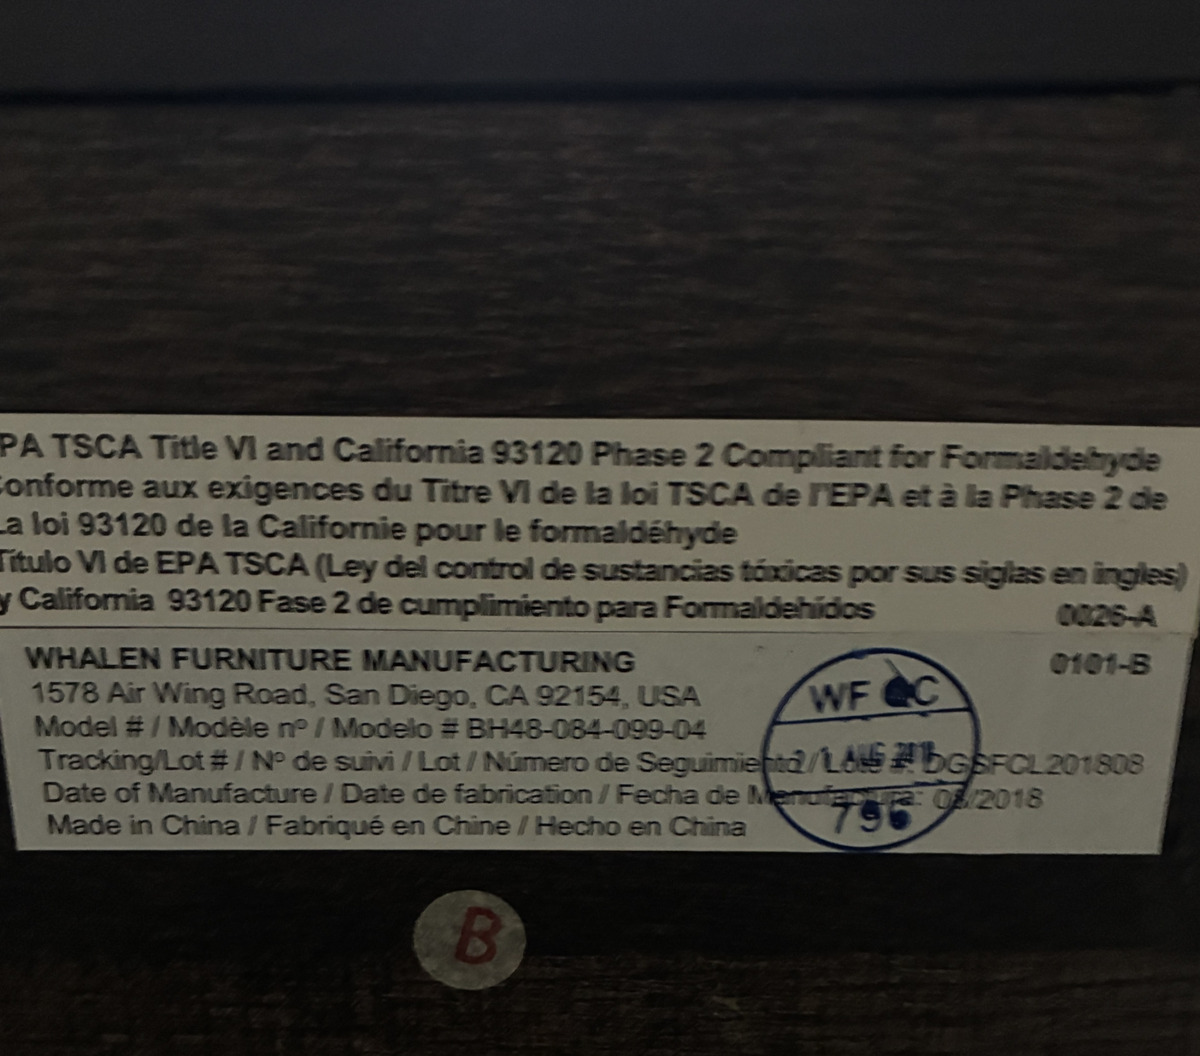 PA TSCA Title VI and California 93120 Phase 2 Compliant for Formaldehyde
Conforme aux exigences du Titre VI de la loi TSCA de l'EPA et à la Phase 2 de
La loi 93120 de la Californie pour le formaldéhyde
Título VI de EPA TSCA (Ley del control de sustancias tóxicas por sus siglas en ingles)
y California 93120 Fase 2 de cumplimiento para Formaldehídos 0026-A
WHALEN FURNITURE MANUFACTURING 0101-B
1578 Air Wing Road, San Diego, CA 92154, USA
Model # / Modèle nº / Modelo # BH48-084-099-04
Tracking/Lot # / Nº de suivi / Lot / Número de Seguimiento / Lote #: DGSFCL201808
Date of Manufacture / Date de fabrication / Fecha de Manufactura: 08/2018
Made in China / Fabriqué en Chine / Hecho en China
WF QC
AUG
796
B